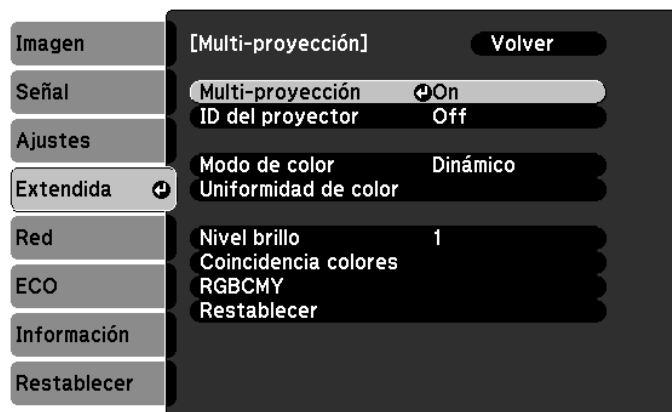 Imagen
Señal
Ajustes
Extendida
Red
ECO
Información
Restablecer
[Multi-proyección] Volver
Multi-proyección On
ID del proyector Off
Modo de color Dinámico
Uniformidad de color
Nivel brillo 1
Coincidencia colores
RGBCMY
Restablecer